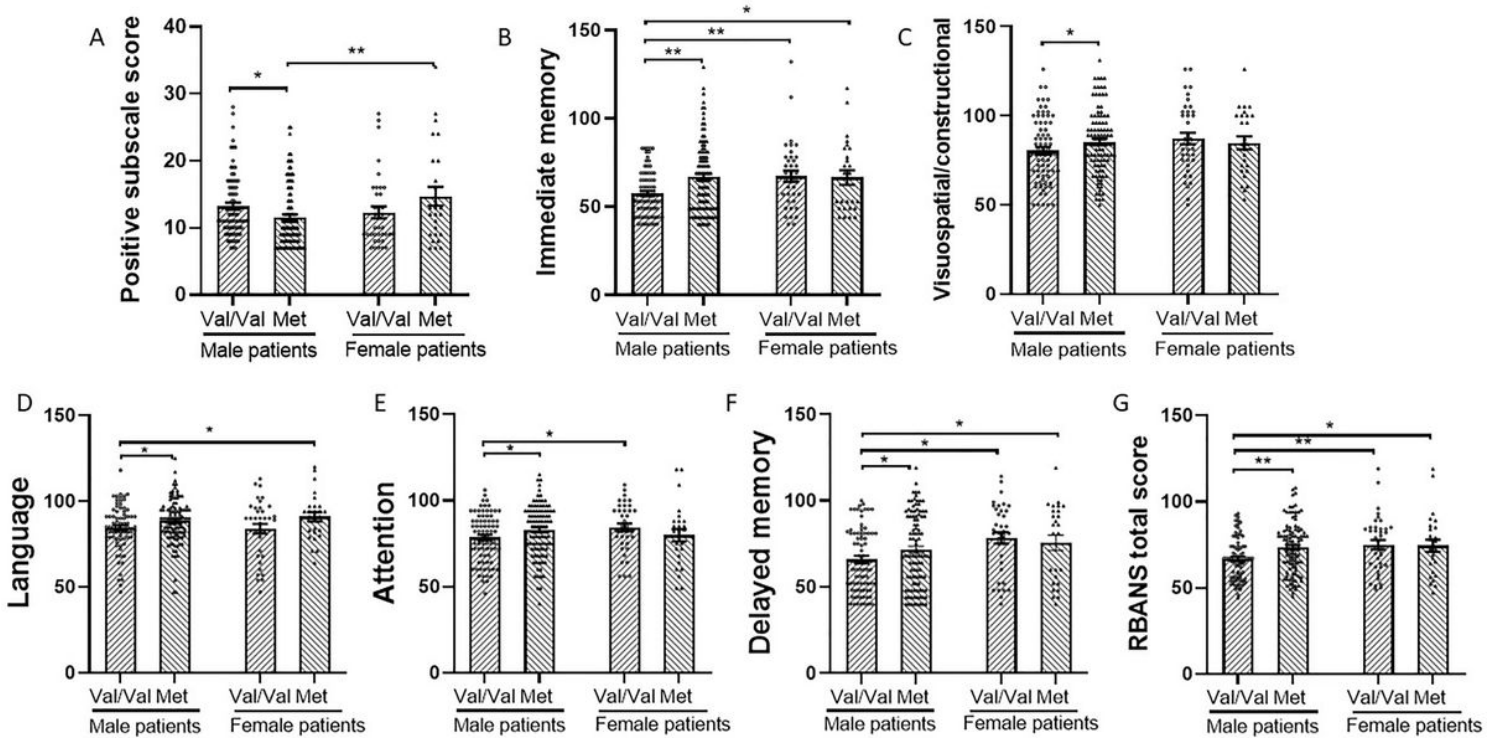 A
Positive subscale score
40
30
20
10
0
*
**
Val/Val Met
Val/Val Met
Male patients
Female patients
B
Immediate memory
150
100
50
0
*
**
**
Val/Val Met
Val/Val Met
Male patients
Female patients
C
Visuospatial/constructional
150
100
50
0
*
Val/Val Met
Val/Val Met
Male patients
Female patients
D
Language
150
100
50
0
*
*
Val/Val Met
Val/Val Met
Male patients
Female patients
E
Attention
150
100
50
0
*
*
Val/Val Met
Val/Val Met
Male patients
Female patients
F
Delayed memory
150
100
50
0
*
*
*
Val/Val Met
Val/Val Met
Male patients
Female patients
G
RBANS total score
150
100
50
0
*
**
**
Val/Val Met
Val/Val Met
Male patients
Female patients